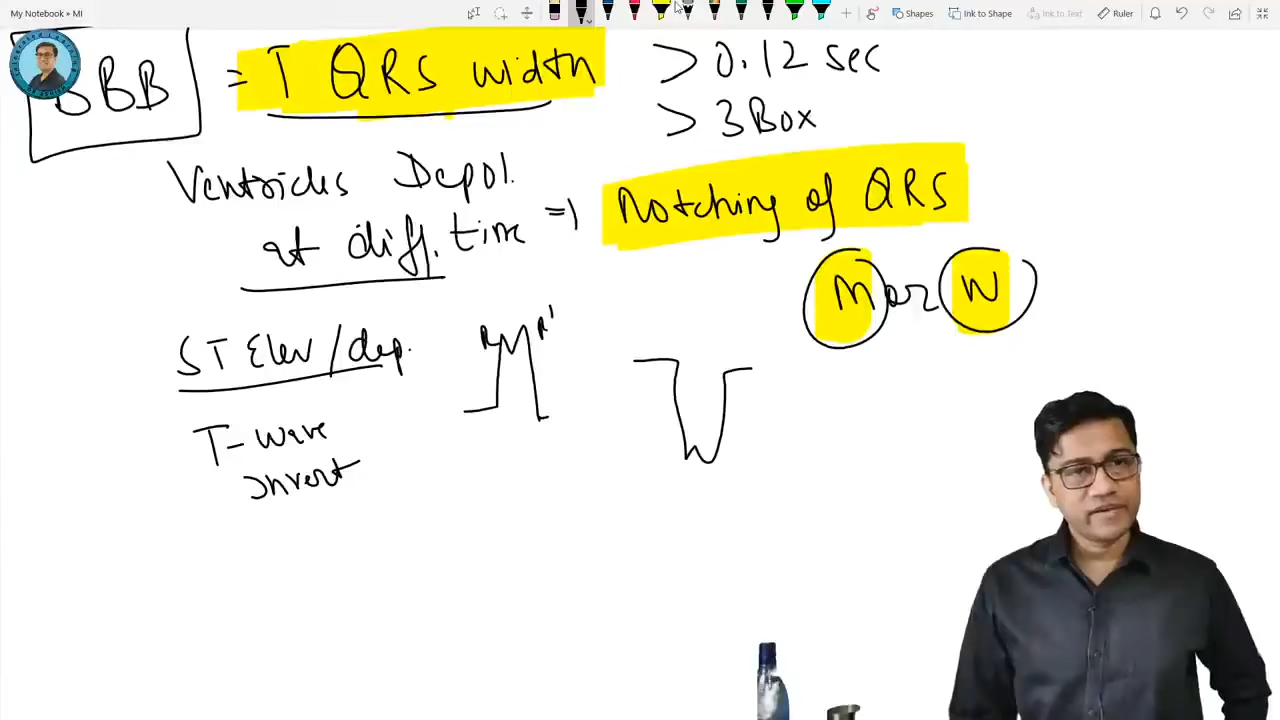 My Notebook » MI
Shapes
Ink to Shape
Ink to Text
Ruler
BBB = ↑ QRS width > 0.12 sec
> 3 Box
Ventricles Depol.
at diff. time ⇒ Notching of QRS
M or W
ST Elev/dep.
R R'
T-wave
invert